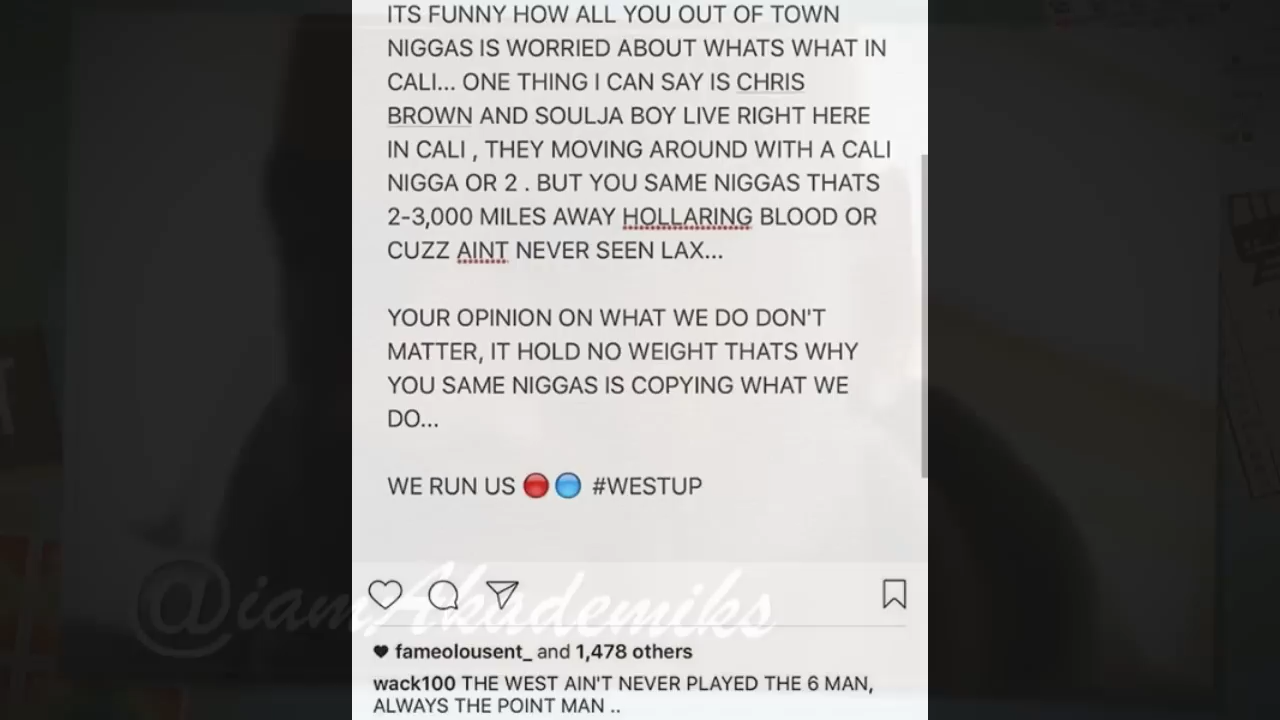 ITS FUNNY HOW ALL YOU OUT OF TOWN
NIGGAS IS WORRIED ABOUT WHATS WHAT IN
CALI... ONE THING I CAN SAY IS CHRIS
BROWN AND SOULJA BOY LIVE RIGHT HERE
IN CALI , THEY MOVING AROUND WITH A CALI
NIGGA OR 2 . BUT YOU SAME NIGGAS THATS
2-3,000 MILES AWAY HOLLARING BLOOD OR
CUZZ AINT NEVER SEEN LAX...
YOUR OPINION ON WHAT WE DO DON'T
MATTER, IT HOLD NO WEIGHT THATS WHY
YOU SAME NIGGAS IS COPYING WHAT WE
DO...
WE RUN US 🔴🔵 #WESTUP
@iamAkademiks
fameolousent_ and 1,478 others
wack100 THE WEST AIN'T NEVER PLAYED THE 6 MAN,
ALWAYS THE POINT MAN ..